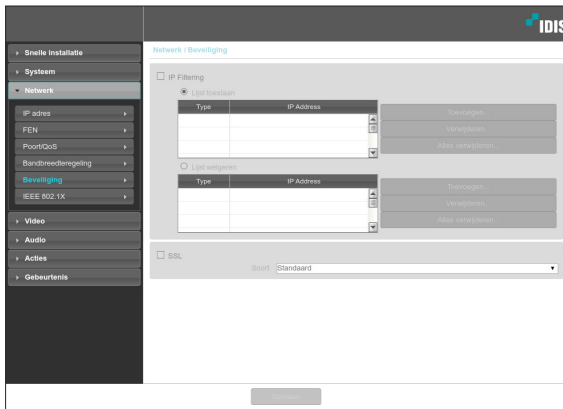 IDIS
Snelle installatie
Systeem
Netwerk
IP adres
FEN
Poort/QoS
Bandbreedteregeling
Beveiliging
IEEE 802.1X
Video
Audio
Acties
Gebeurtenis
Netwerk / Beveiliging
IP Filtering
Lijst toestaan
Type IP Address
Toevoegen...
Verwijderen...
Alles verwijderen...
Lijst weigeren
Type IP Address
Toevoegen...
Verwijderen...
Alles verwijderen...
SSL
Soort Standaard
Opslaan